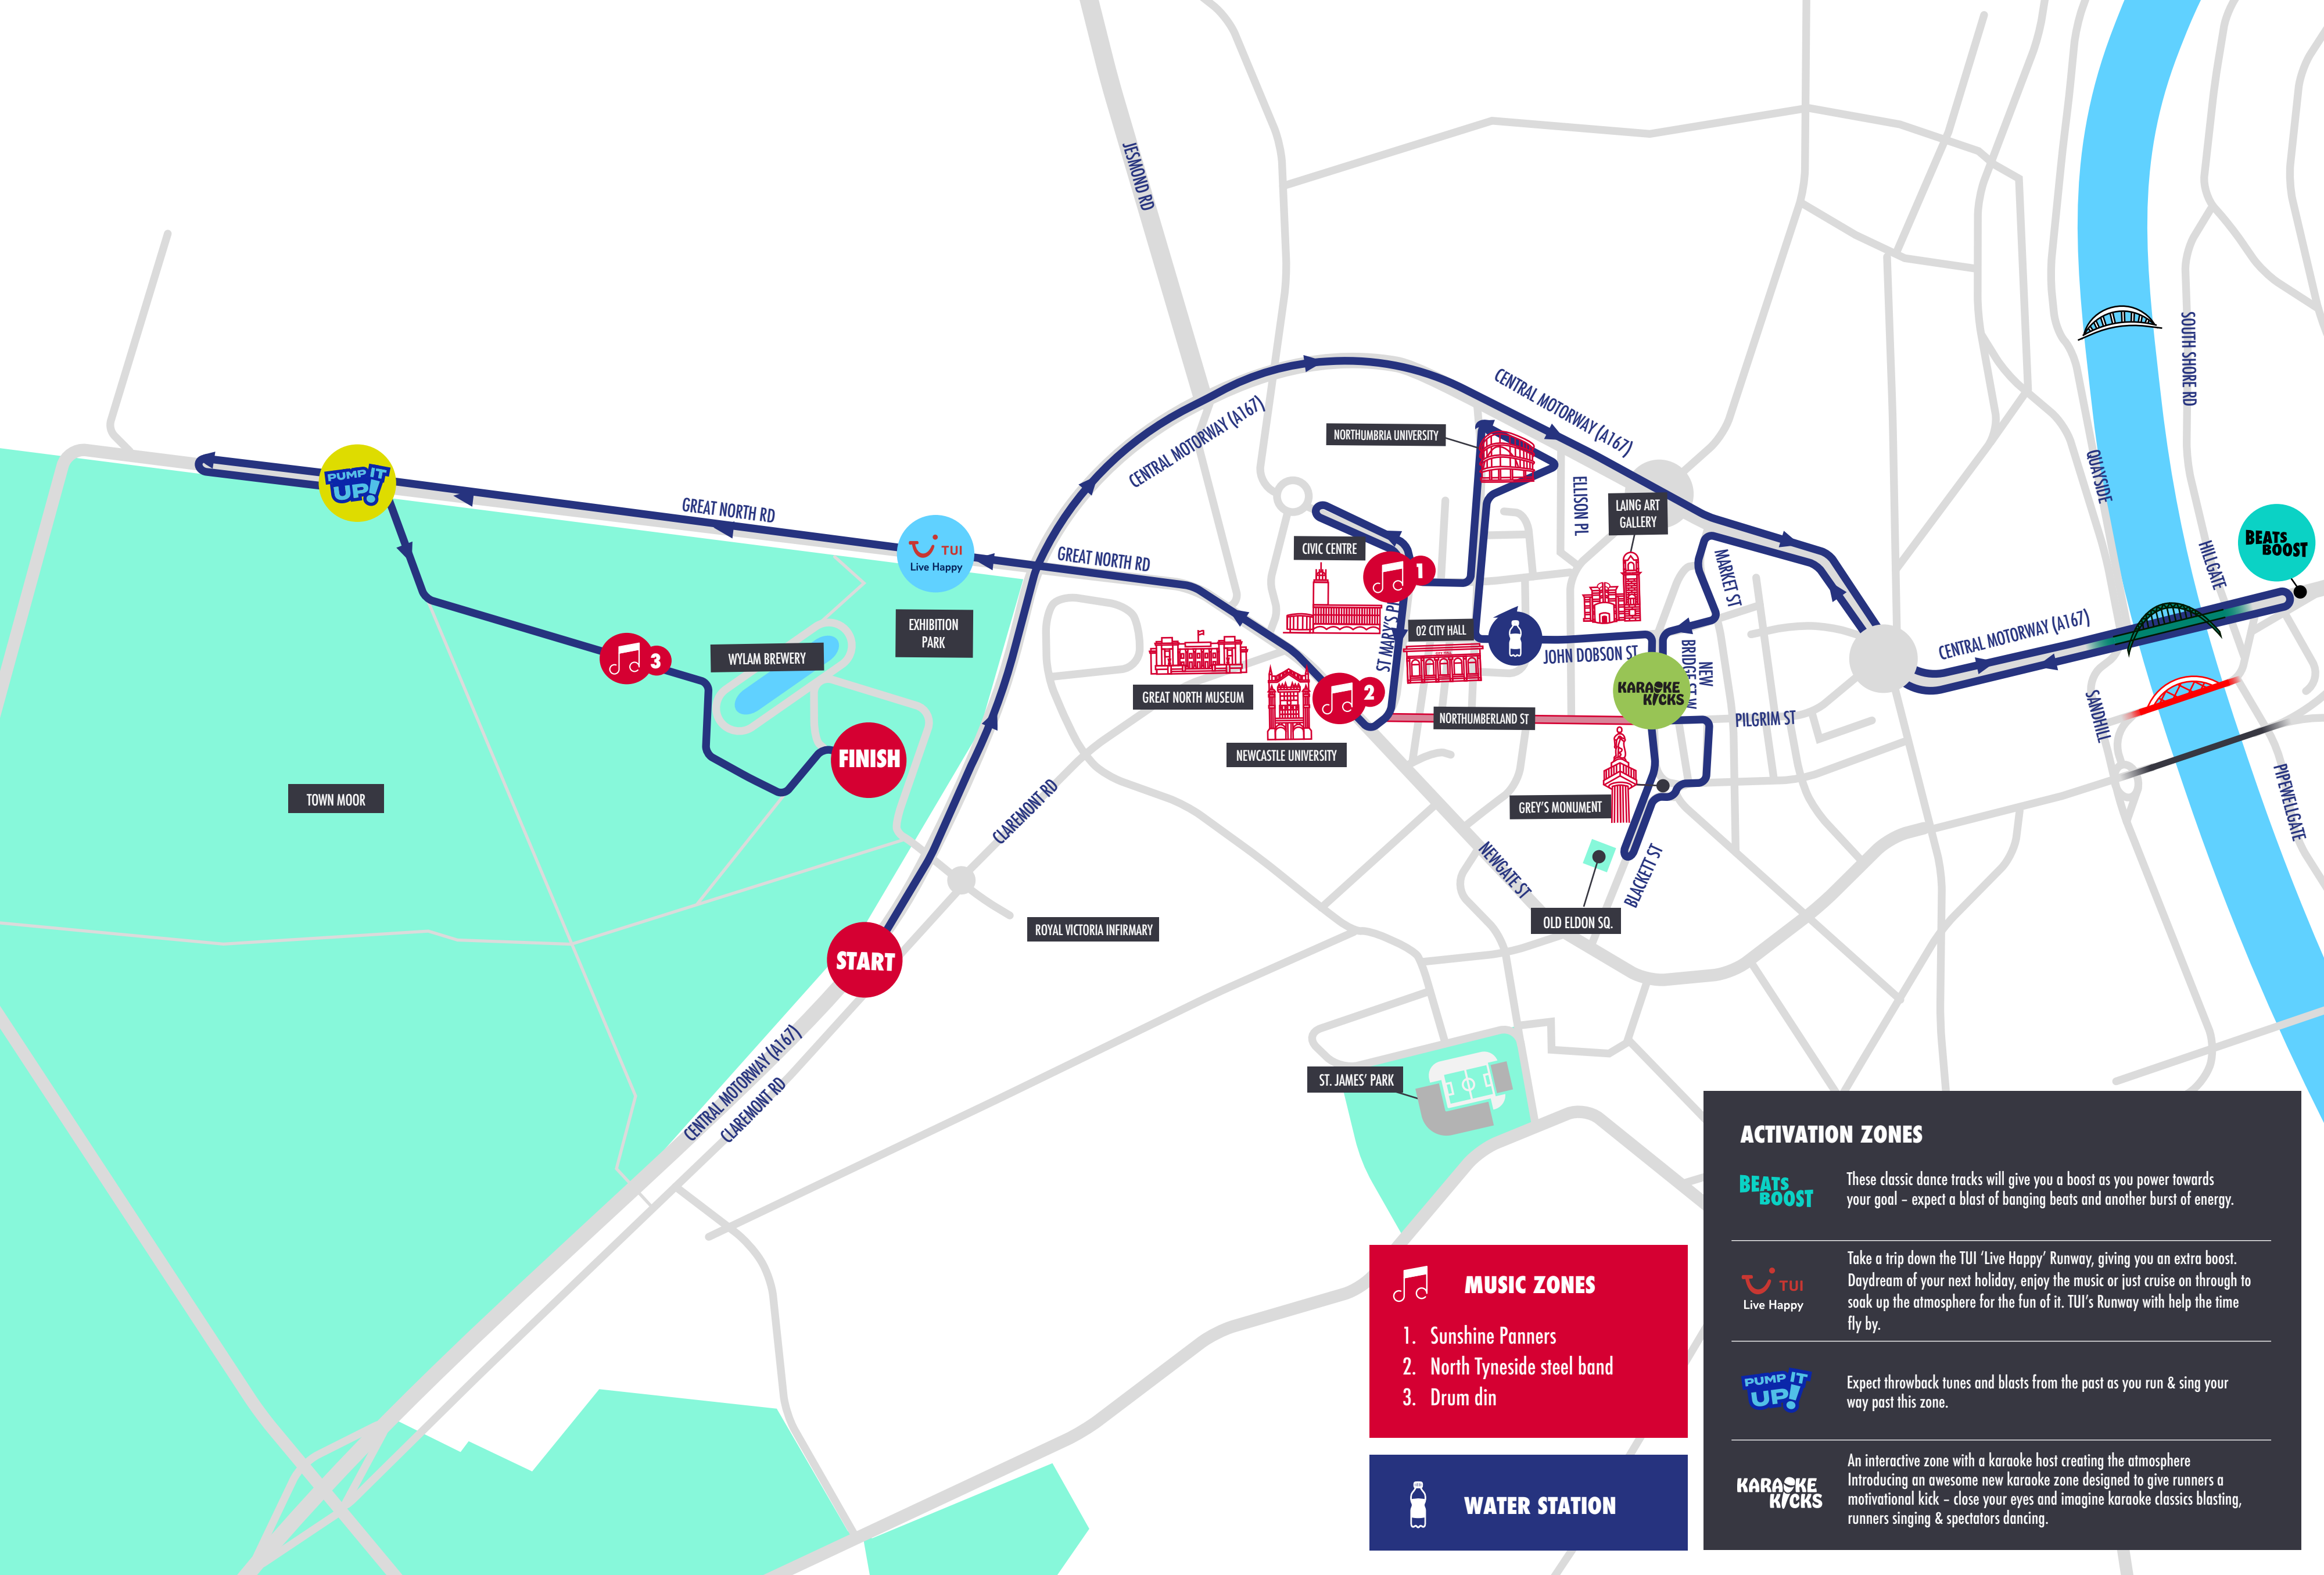 JESMOND RD
CENTRAL MOTORWAY (A167)
CENTRAL MOTORWAY (A167)
NORTHUMBRIA UNIVERSITY
ELLISON PL
LAING ART
GALLERY
SOUTH SHORE RD
QUAYSIDE
HILLGATE
BEATS
BOOST
PUMP IT
UP!
GREAT NORTH RD
TUI
Live Happy
GREAT NORTH RD
CIVIC CENTRE
1
MARKET ST
CENTRAL MOTORWAY (A167)
EXHIBITION
PARK
WYLAM BREWERY
3
ST MARY'S PL
O2 CITY HALL
JOHN DOBSON ST
NEW
BRIDGE ST W
KARAOKE
KICKS
GREAT NORTH MUSEUM
2
NORTHUMBERLAND ST
PILGRIM ST
SANDHILL
NEWCASTLE UNIVERSITY
FINISH
TOWN MOOR
CLAREMONT RD
GREY'S MONUMENT
PIPEWELLGATE
NEWGATE ST
BLACKETT ST
OLD ELDON SQ.
ROYAL VICTORIA INFIRMARY
START
CENTRAL MOTORWAY (A167)
CLAREMONT RD
ST. JAMES' PARK
MUSIC ZONES
1. Sunshine Panners
2. North Tyneside steel band
3. Drum din
WATER STATION
ACTIVATION ZONES
BEATS
BOOST
These classic dance tracks will give you a boost as you power towards
your goal – expect a blast of banging beats and another burst of energy.
TUI
Live Happy
Take a trip down the TUI ‘Live Happy’ Runway, giving you an extra boost.
Daydream of your next holiday, enjoy the music or just cruise on through to
soak up the atmosphere for the fun of it. TUI’s Runway with help the time
fly by.
PUMP IT
UP!
Expect throwback tunes and blasts from the past as you run & sing your
way past this zone.
KARAOKE
KICKS
An interactive zone with a karaoke host creating the atmosphere
Introducing an awesome new karaoke zone designed to give runners a
motivational kick – close your eyes and imagine karaoke classics blasting,
runners singing & spectators dancing.